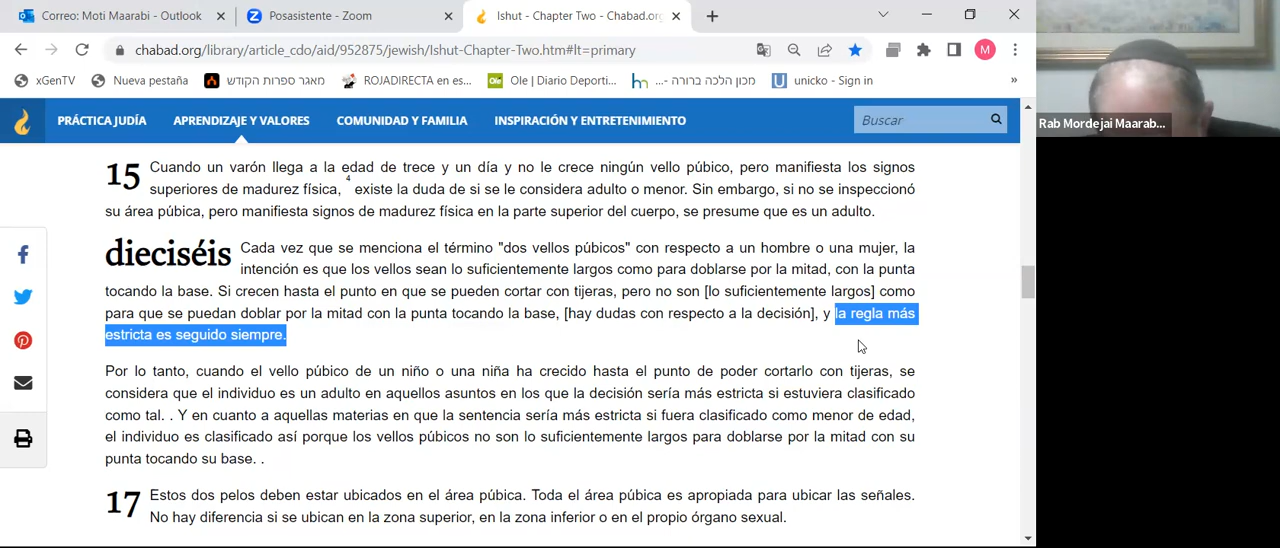 Correo: Moti Maarabi - Outlook
Posasistente - Zoom
Ishut - Chapter Two - Chabad.org
chabad.org/library/article_cdo/aid/952875/jewish/Ishut-Chapter-Two.htm#lt=primary
M
xGenTV
Nueva pestaña
מאגר ספרות הקודש
ROJADIRECTA en es...
Ole | Diario Deporti...
מכון הלכה ברורה -...
unicko - Sign in
»
PRÁCTICA JUDÍA
APRENDIZAJE Y VALORES
COMUNIDAD Y FAMILIA
INSPIRACIÓN Y ENTRETENIMIENTO
Buscar
Rab Mordejai Maarab...
15 Cuando un varón llega a la edad de trece y un día y no le crece ningún vello púbico, pero manifiesta los signos
superiores de madurez física, 4 existe la duda de si se le considera adulto o menor. Sin embargo, si no se inspeccionó
su área púbica, pero manifiesta signos de madurez física en la parte superior del cuerpo, se presume que es un adulto.
dieciséis Cada vez que se menciona el término "dos vellos púbicos" con respecto a un hombre o una mujer, la
intención es que los vellos sean lo suficientemente largos como para doblarse por la mitad, con la punta
tocando la base. Si crecen hasta el punto en que se pueden cortar con tijeras, pero no son [lo suficientemente largos] como
para que se puedan doblar por la mitad con la punta tocando la base, [hay dudas con respecto a la decisión], y la regla más
estricta es seguido siempre.
Por lo tanto, cuando el vello púbico de un niño o una niña ha crecido hasta el punto de poder cortarlo con tijeras, se
considera que el individuo es un adulto en aquellos asuntos en los que la decisión sería más estricta si estuviera clasificado
como tal. . Y en cuanto a aquellas materias en que la sentencia sería más estricta si fuera clasificado como menor de edad,
el individuo es clasificado así porque los vellos púbicos no son lo suficientemente largos para doblarse por la mitad con su
punta tocando su base. .
17 Estos dos pelos deben estar ubicados en el área púbica. Toda el área púbica es apropiada para ubicar las señales.
No hay diferencia si se ubican en la zona superior, en la zona inferior o en el propio órgano sexual.